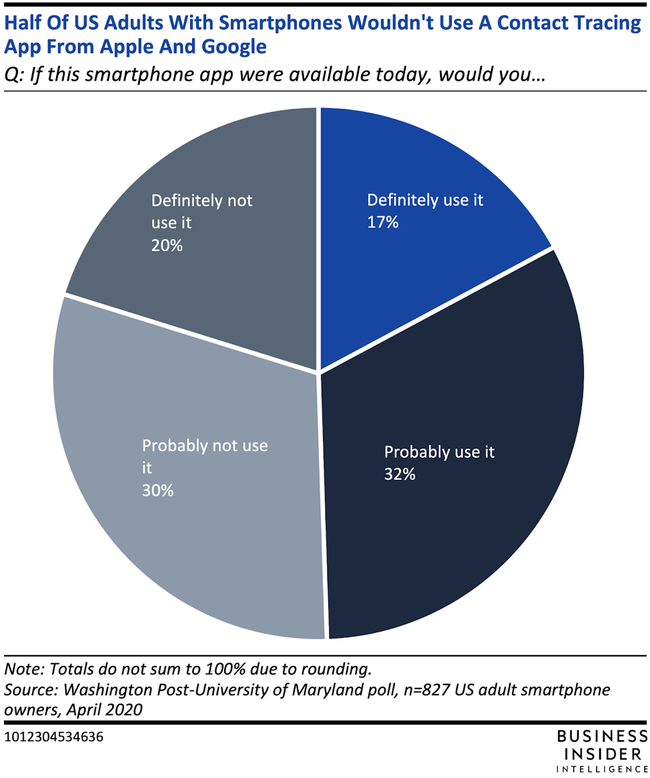 Half Of US Adults With Smartphones Wouldn't Use A Contact Tracing
App From Apple And Google
Q: If this smartphone app were available today, would you...
Definitely not
use it
20%
Definitely use it
17%
Probably not use
it
30%
Probably use it
32%
Note: Totals do not sum to 100% due to rounding.
Source: Washington Post-University of Maryland poll, n=827 US adult smartphone
owners, April 2020
1012304534636
BUSINESS
INSIDER
INTELLIGENCE